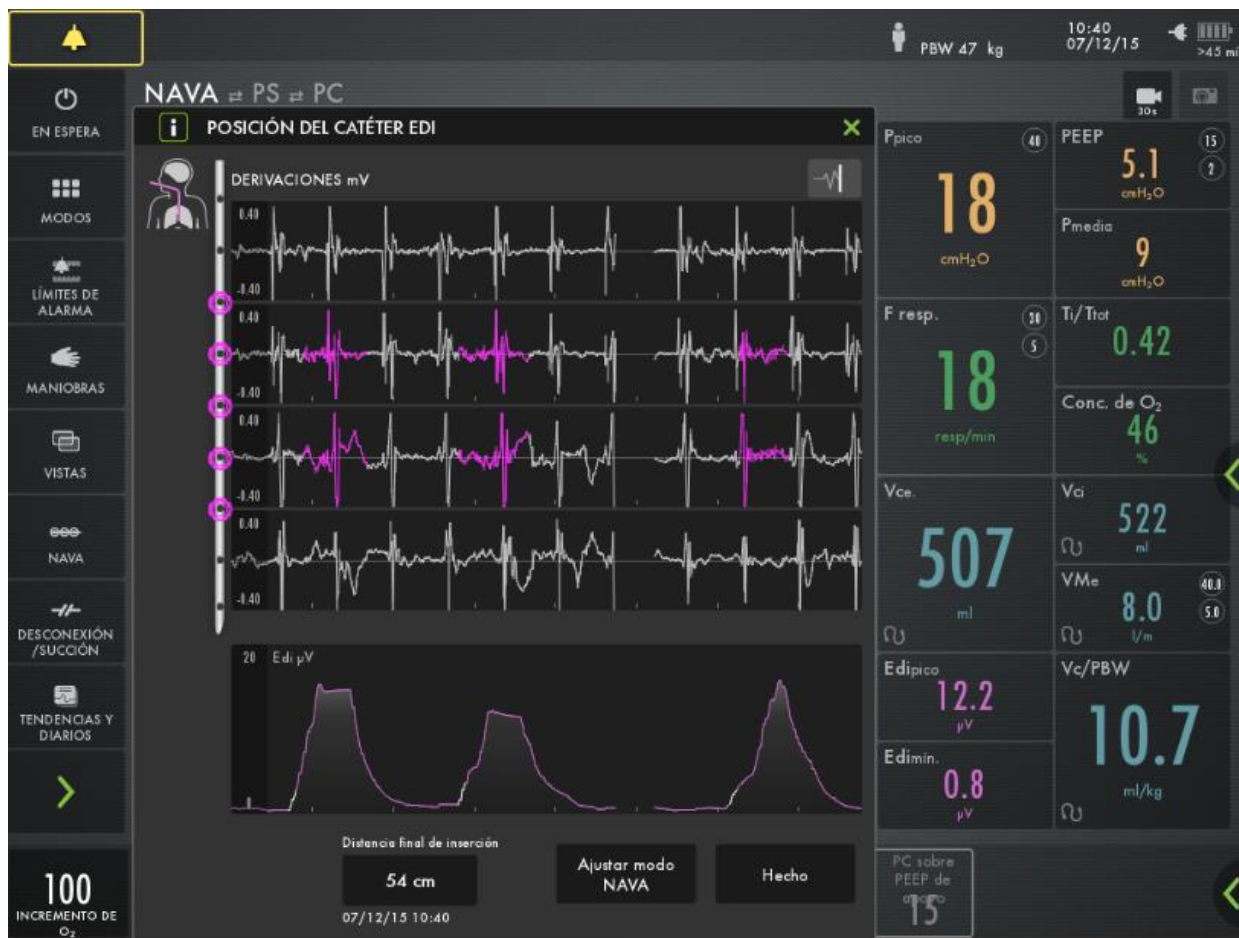 PBW 47 kg
10:40
07/12/15
>45 mi
EN ESPERA
MODOS
LÍMITES DE
ALARMA
MANIOBRAS
VISTAS
NAVA
DESCONEXIÓN
/SUCCIÓN
TENDENCIAS Y
DIARIOS
100
INCREMENTO DE
O2
NAVA ⇄ PS ⇄ PC
30s
i POSICIÓN DEL CATÉTER EDI
DERIVACIONES mV
0.40
-0.40
0.40
-0.40
0.40
-0.40
0.40
-0.40
20 Edi µV
Distancia final de inserción
54 cm
07/12/15 10:40
Ajustar modo
NAVA
Hecho
Ppico 40
18
cmH2O
PEEP 15
5.1 2
cmH2O
Pmedia
9
cmH2O
F resp. 30
5
18
resp/min
Ti/Ttot
0.42
Conc. de O2
46
%
Vce.
507
ml
Vci
522
ml
VMe 40.0
8.0 5.0
l/m
Edipico
12.2
µV
Edimín.
0.8
µV
Vc/PBW
10.7
ml/kg
PC sobre
PEEP de
15